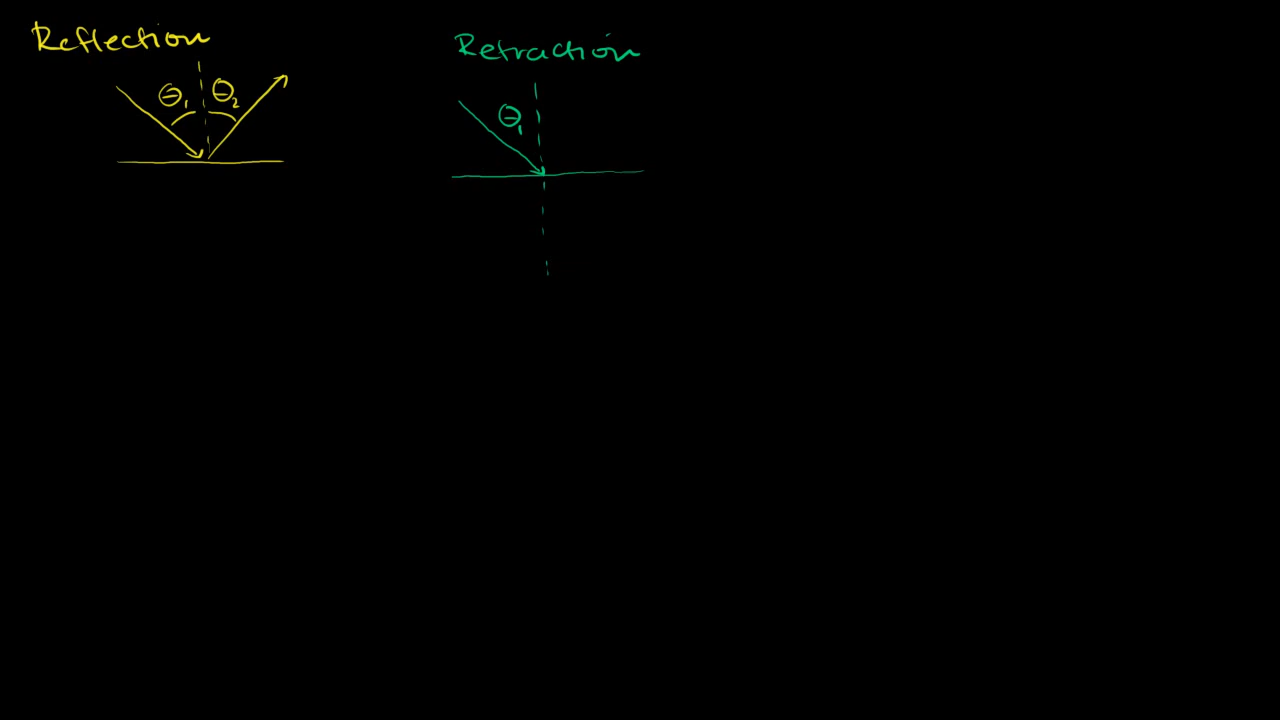 Reflection
θ₁ θ₂
Refraction
θ₁